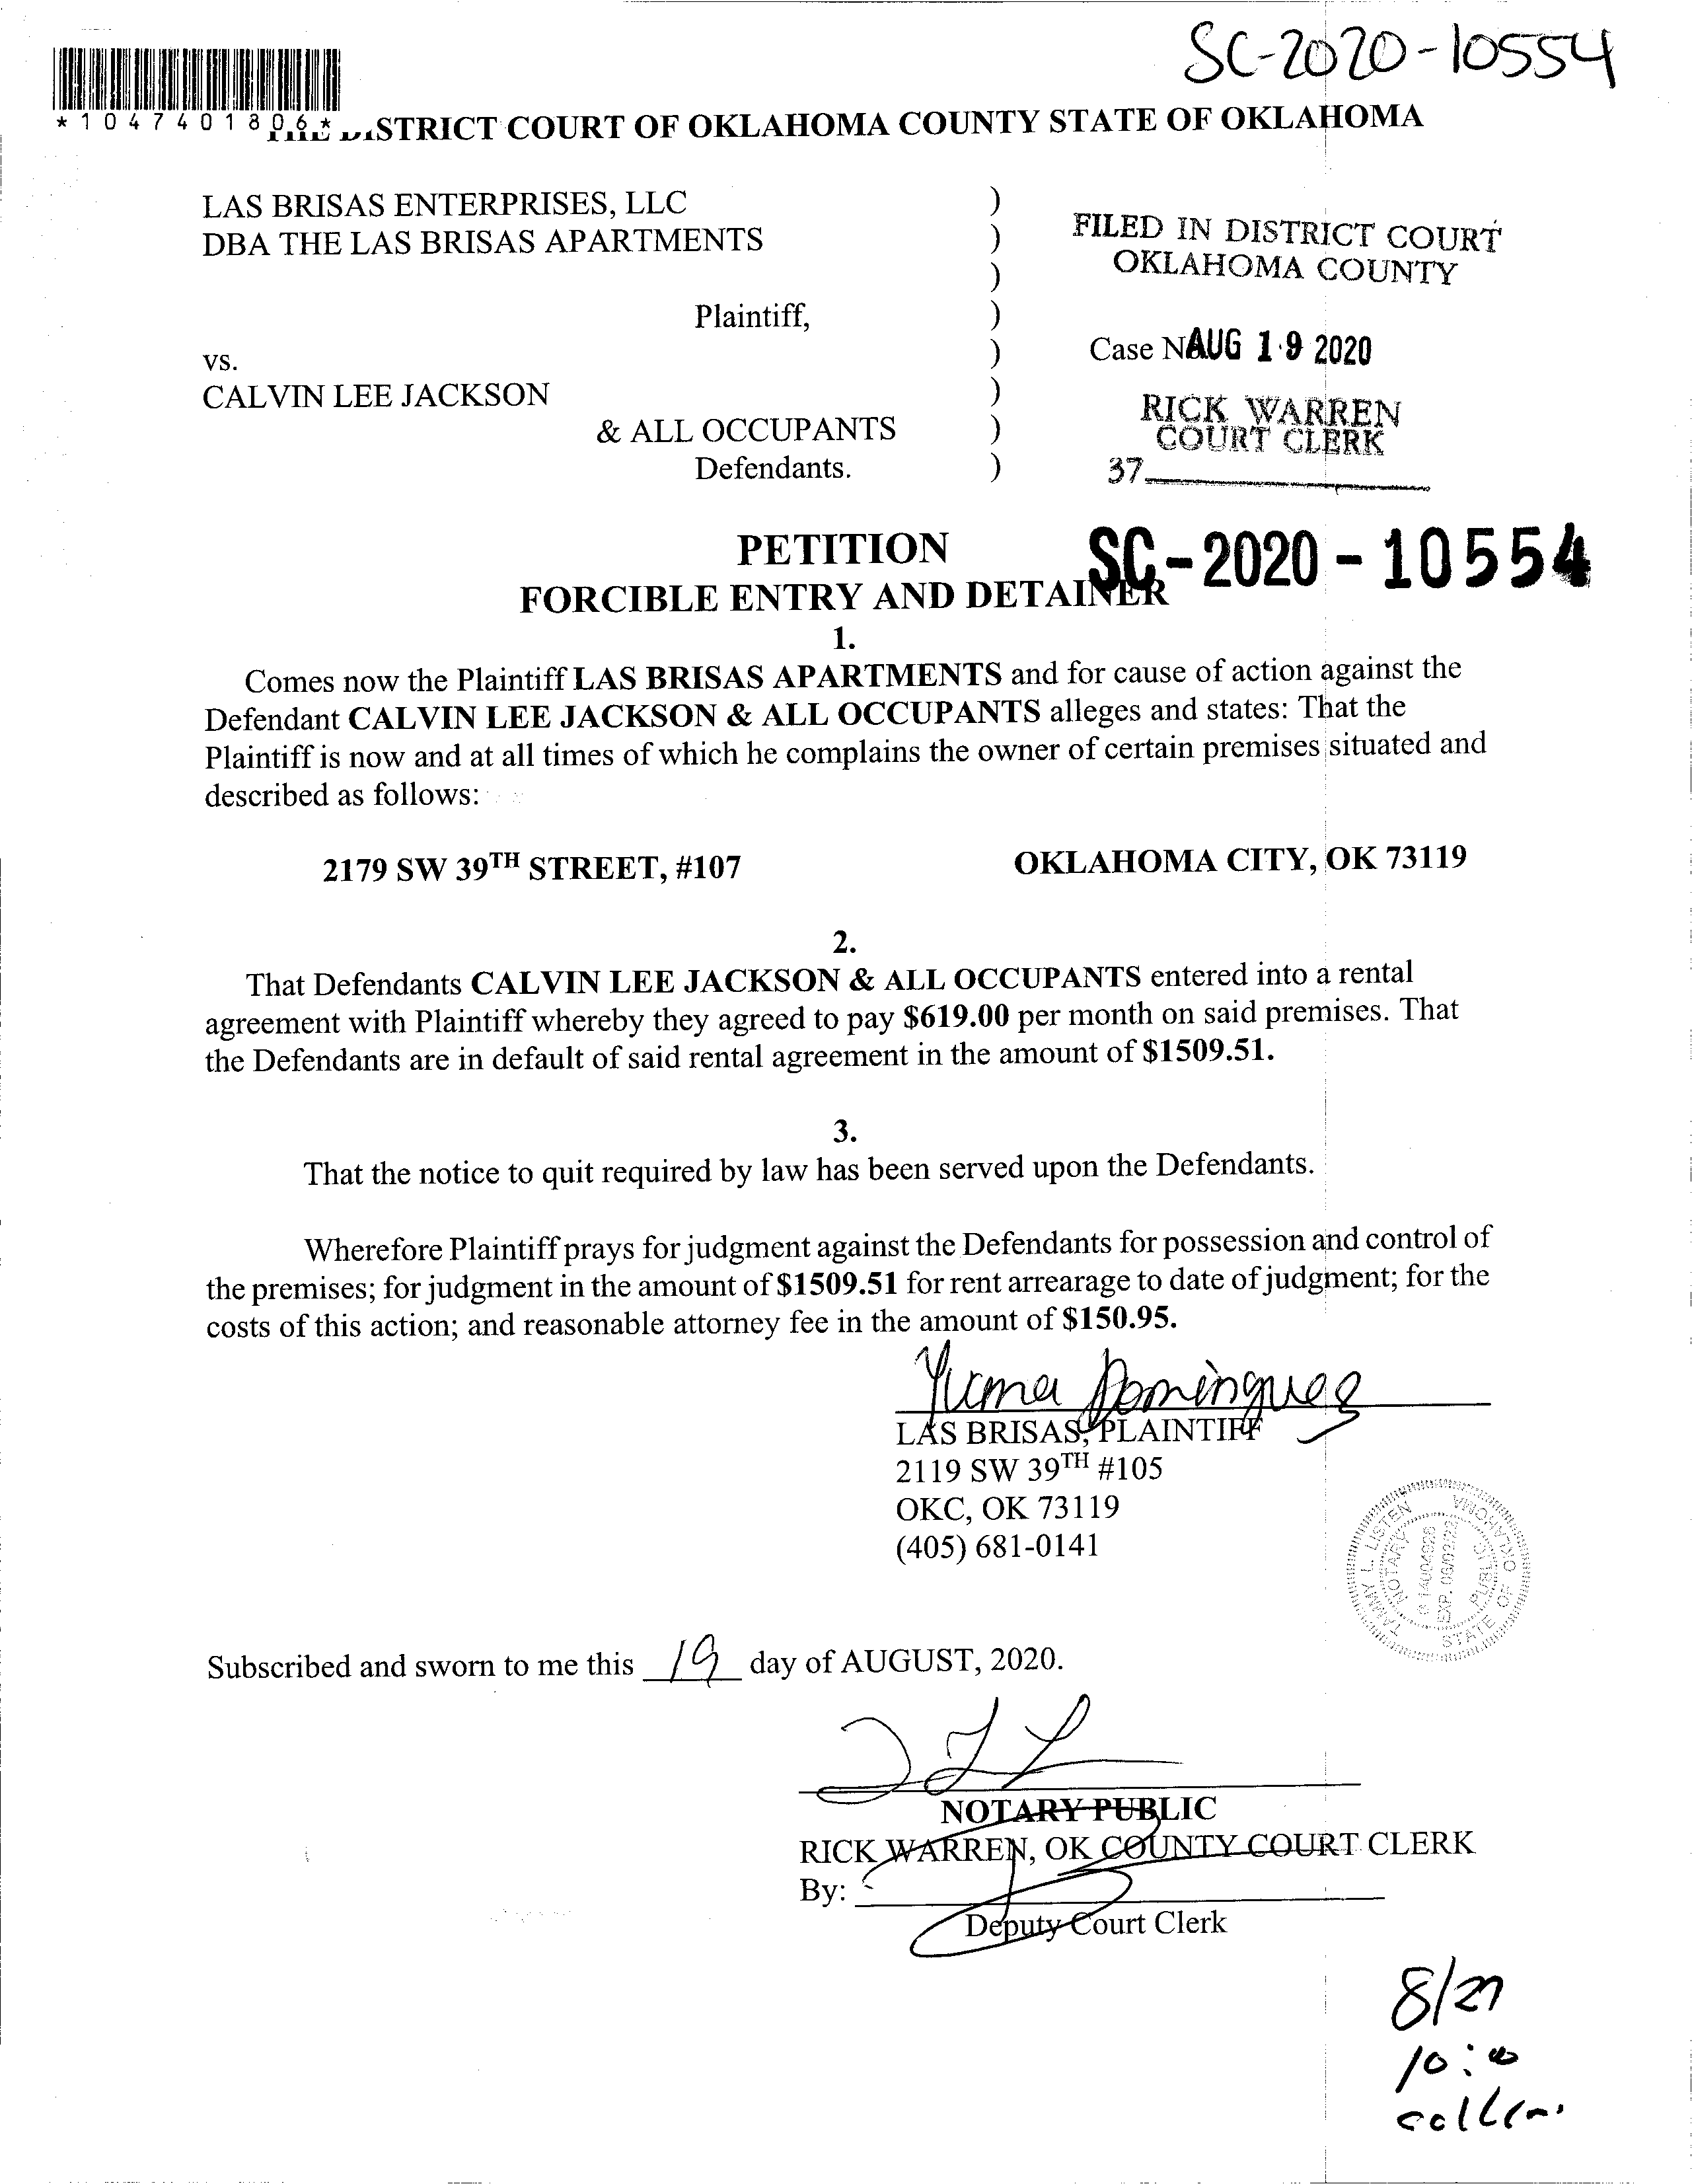 SC-2020-10554
*1047401806*
THE DISTRICT COURT OF OKLAHOMA COUNTY STATE OF OKLAHOMA
LAS BRISAS ENTERPRISES, LLC )
DBA THE LAS BRISAS APARTMENTS )
)
Plaintiff, )
vs. )
CALVIN LEE JACKSON )
& ALL OCCUPANTS )
Defendants. )
FILED IN DISTRICT COURT
OKLAHOMA COUNTY
Case No
AUG 19 2020
RICK WARREN
COURT CLERK
37
SC-2020-10554
PETITION
FORCIBLE ENTRY AND DETAINER
1.
Comes now the Plaintiff LAS BRISAS APARTMENTS and for cause of action against the
Defendant CALVIN LEE JACKSON & ALL OCCUPANTS alleges and states: That the
Plaintiff is now and at all times of which he complains the owner of certain premises situated and
described as follows:
2179 SW 39TH STREET, #107 OKLAHOMA CITY, OK 73119
2.
That Defendants CALVIN LEE JACKSON & ALL OCCUPANTS entered into a rental
agreement with Plaintiff whereby they agreed to pay $619.00 per month on said premises. That
the Defendants are in default of said rental agreement in the amount of $1509.51.
3.
That the notice to quit required by law has been served upon the Defendants.
Wherefore Plaintiff prays for judgment against the Defendants for possession and control of
the premises; for judgment in the amount of $1509.51 for rent arrearage to date of judgment; for the
costs of this action; and reasonable attorney fee in the amount of $150.95.
Yuma Dominguez
LAS BRISAS, PLAINTIFF
2119 SW 39TH #105
OKC, OK 73119
(405) 681-0141
TAMMY L. LISTEN
NOTARY PUBLIC
# 14004926
EXP. 06/03/22
STATE OF OKLAHOMA
Subscribed and sworn to me this 19 day of AUGUST, 2020.
NOTARY PUBLIC
RICK WARREN, OK COUNTY COURT CLERK
By:
Deputy Court Clerk
8/27
10:00